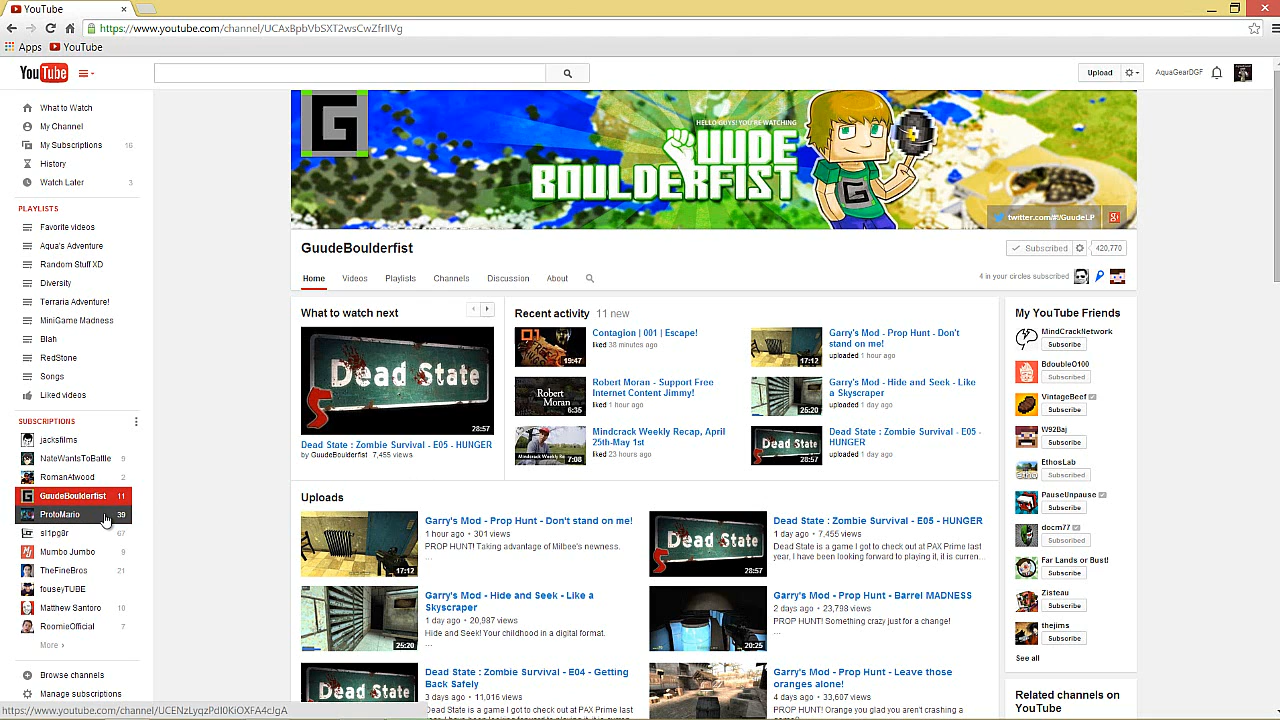 YouTube
https://www.youtube.com/channel/UCAxBpbVbSXT2wsCwZfrIIVg
Apps YouTube
YouTube
Upload
AquaGearDGF
What to Watch
My Channel
My Subscriptions 16
History
Watch Later 3
PLAYLISTS
Favorite videos
Aqua's Adventure
Random Stuff XD
Diversity
Terraria Adventure!
MiniGame Madness
Blah
RedStone
Songs
Liked videos
SUBSCRIPTIONS
jacksfilms
NateWantsToBattle 9
RomanAtwood 2
GuudeBoulderfist 11
ProtoMario 39
sl1pg8r 67
Mumbo Jumbo 9
TheFineBros 21
fouseyTUBE
Matthew Santoro 10
RoomieOfficial 7
More ›
Browse channels
Manage subscriptions
https://www.youtube.com/channel/UCENzLyqzPdI0KiOXFA4cJgA
HELLO GUYS! YOU'RE WATCHING
GUUDE
BOULDERFIST
twitter.com/#!/GuudeLP
GuudeBoulderfist
Subscribed 420,770
Home Videos Playlists Channels Discussion About
4 in your circles subscribed
What to watch next
Dead State
28:57
Dead State : Zombie Survival - E05 - HUNGER
by GuudeBoulderfist 7,455 views
Recent activity 11 new
01
19:47
Contagion | 001 | Escape!
liked 38 minutes ago
Robert Moran
6:35
Robert Moran - Support Free
Internet Content Jimmy!
liked 1 hour ago
7:08
Mindcrack Weekly Recap, April
25th-May 1st
liked 23 hours ago
17:12
Garry's Mod - Prop Hunt - Don't
stand on me!
uploaded 1 hour ago
25:20
Garry's Mod - Hide and Seek - Like
a Skyscraper
uploaded 1 day ago
Dead State
28:57
Dead State : Zombie Survival - E05 -
HUNGER
uploaded 1 day ago
Uploads
17:12
Garry's Mod - Prop Hunt - Don't stand on me!
1 hour ago • 301 views
PROP HUNT! Taking advantage of Milbee's newness.
...
Dead State
28:57
Dead State : Zombie Survival - E05 - HUNGER
1 day ago • 7,455 views
Dead State is a game I got to check out at PAX Prime last
year, I have been looking forward to playing it, it is curren...
25:20
Garry's Mod - Hide and Seek - Like a
Skyscraper
1 day ago • 20,987 views
Hide and Seek! Your childhood in a digital format.
...
20:25
Garry's Mod - Prop Hunt - Barrel MADNESS
2 days ago • 23,798 views
PROP HUNT! Something crazy just for a change!
...
Dead State
Dead State : Zombie Survival - E04 - Getting
Back Safely
3 days ago • 11,016 views
Garry's Mod - Prop Hunt - Leave those
oranges alone!
4 days ago • 33,607 views
PROP HUNT! Orange you glad you aren't crashing a
My YouTube Friends
MindCrackNetwork
Subscribe
BdoubleO100
Subscribed
VintageBeef
Subscribe
W92Baj
Subscribe
EthosLab
Subscribed
PauseUnpause
Subscribe
docm77
Subscribed
Far Lands or Bust!
Subscribe
Zisteau
Subscribe
thejims
Subscribe
See all
Related channels on
YouTube